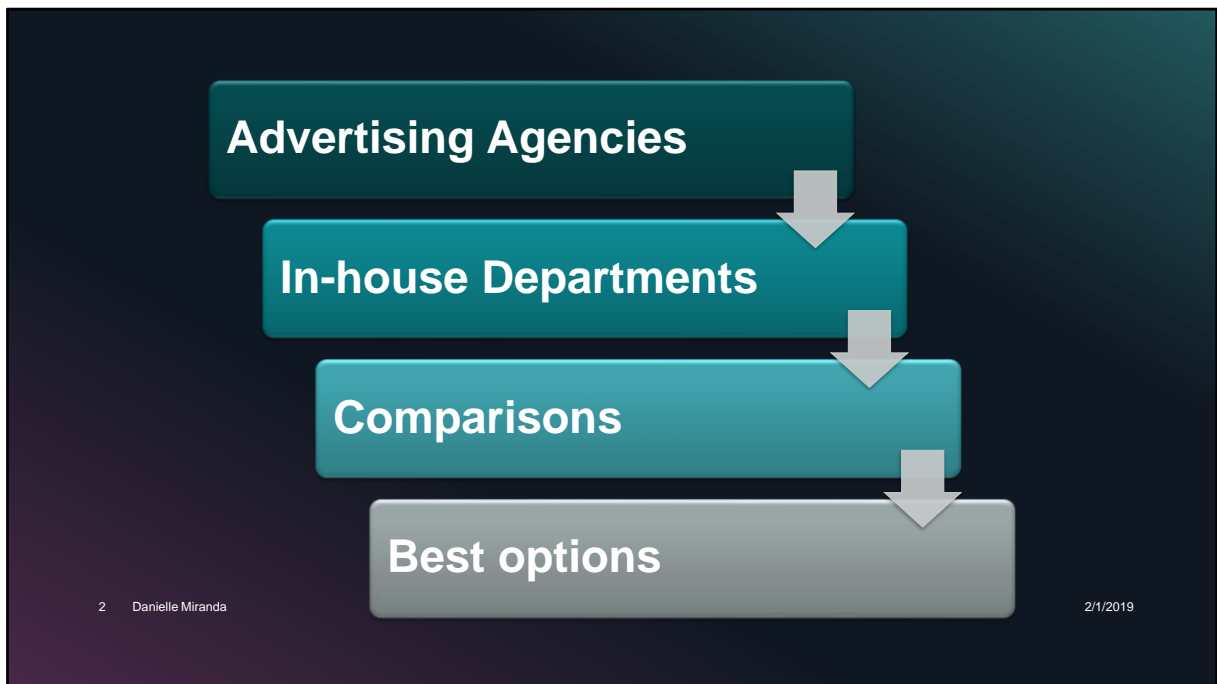 Advertising Agencies
In-house Departments
Comparisons
Best options
2 Danielle Miranda 2/1/2019